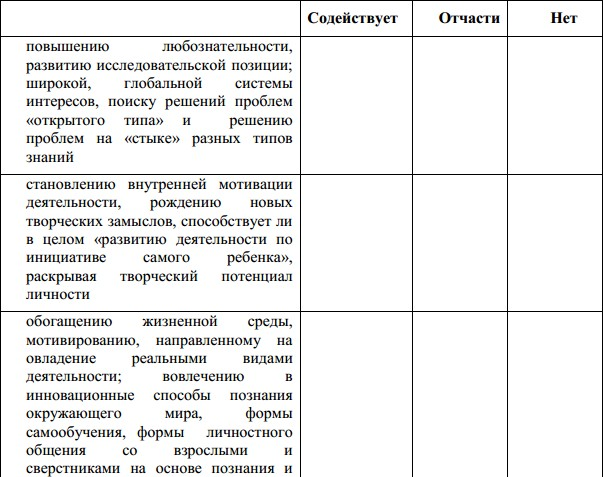 Содействует Отчасти Нет
повышению любознательности,
развитию исследовательской позиции;
широкой, глобальной системы
интересов, поиску решений проблем
«открытого типа» и решению
проблем на «стыке» разных типов
знаний
становлению внутренней мотивации
деятельности, рождению новых
творческих замыслов, способствует ли
в целом «развитию деятельности по
инициативе самого ребенка»,
раскрывая творческий потенциал
личности
обогащению жизненной среды,
мотивированию, направленному на
овладение реальными видами
деятельности; вовлечению в
инновационные способы познания
окружающего мира, формы
самообучения, формы личностного
общения со взрослыми и
сверстниками на основе познания и